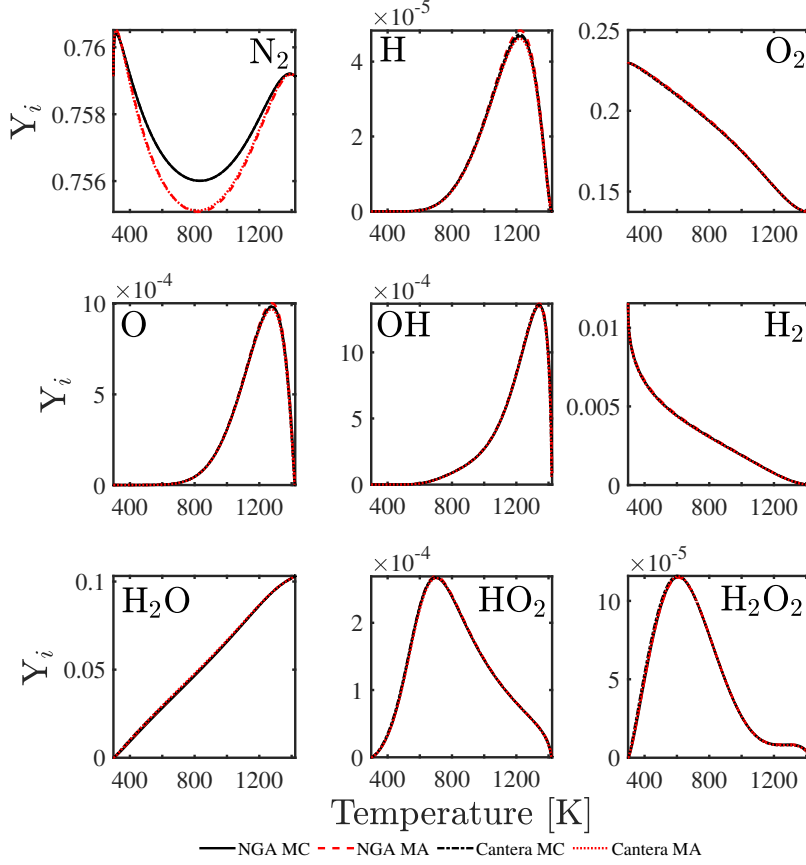 N₂
Yᵢ
0.76
0.758
0.756
400 800 1200
×10⁻⁵
H
4
2
0
400 800 1200
O₂
0.25
0.2
0.15
400 800 1200
×10⁻⁴
O
Yᵢ
10
5
0
400 800 1200
×10⁻⁴
OH
10
5
0
400 800 1200
H₂
0.01
0.005
0
400 800 1200
H₂O
Yᵢ
0.1
0.05
0
400 800 1200
×10⁻⁴
HO₂
2
1
0
400 800 1200
×10⁻⁵
H₂O₂
10
5
0
400 800 1200
Temperature [K]
NGA MC NGA MA Cantera MC Cantera MA